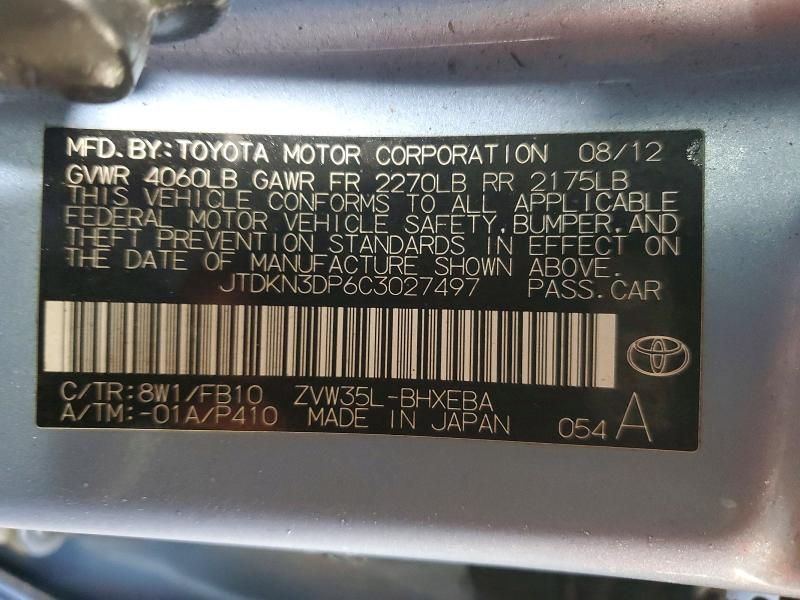 MFD. BY: TOYOTA MOTOR CORPORATION 08/12
GVWR 4060LB GAWR FR 2270LB RR 2175LB
THIS VEHICLE CONFORMS TO ALL APPLICABLE
FEDERAL MOTOR VEHICLE SAFETY, BUMPER, AND
THEFT PREVENTION STANDARDS IN EFFECT ON
THE DATE OF MANUFACTURE SHOWN ABOVE.
JTDKN3DP6C3027497 PASS. CAR
C/TR: 8W1/FB10 ZVW35L-BHXEBA
A/TM: -01A/P410 MADE IN JAPAN 054 A